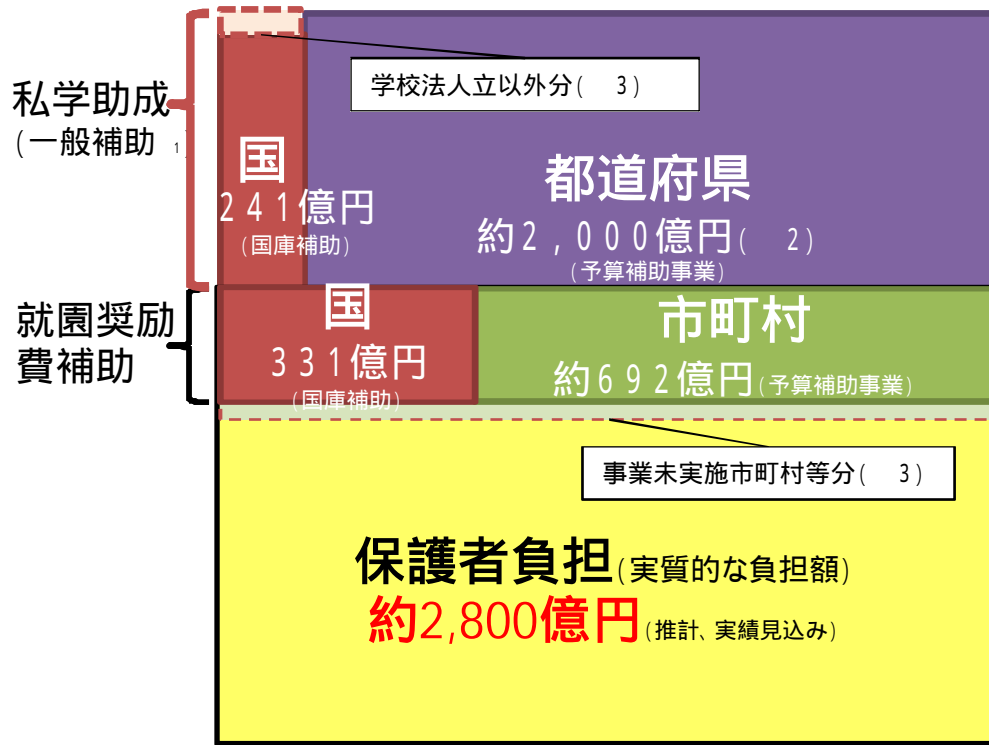 学校法人立以外分(　3)
私学助成
(一般補助 1)
国
241億円
(国庫補助)
都道府県
約2,000億円(　2)
(予算補助事業)
就園奨励
費補助
国
331億円
(国庫補助)
市町村
約692億円(予算補助事業)
事業未実施市町村等分(　3)
保護者負担(実質的な負担額)
約2,800億円(推計、実績見込み)